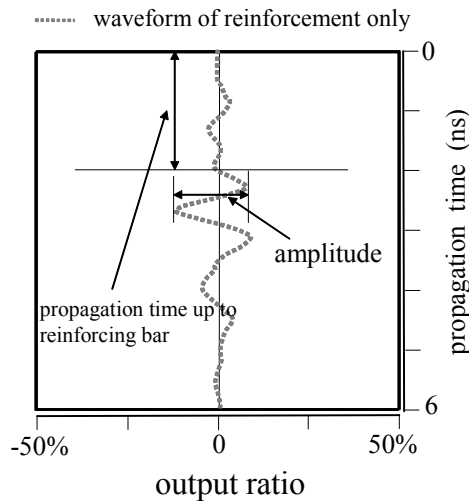 waveform of reinforcement only
0
propagation time (ns)
amplitude
propagation time up to
reinforcing bar
6
-50%
0
50%
output ratio